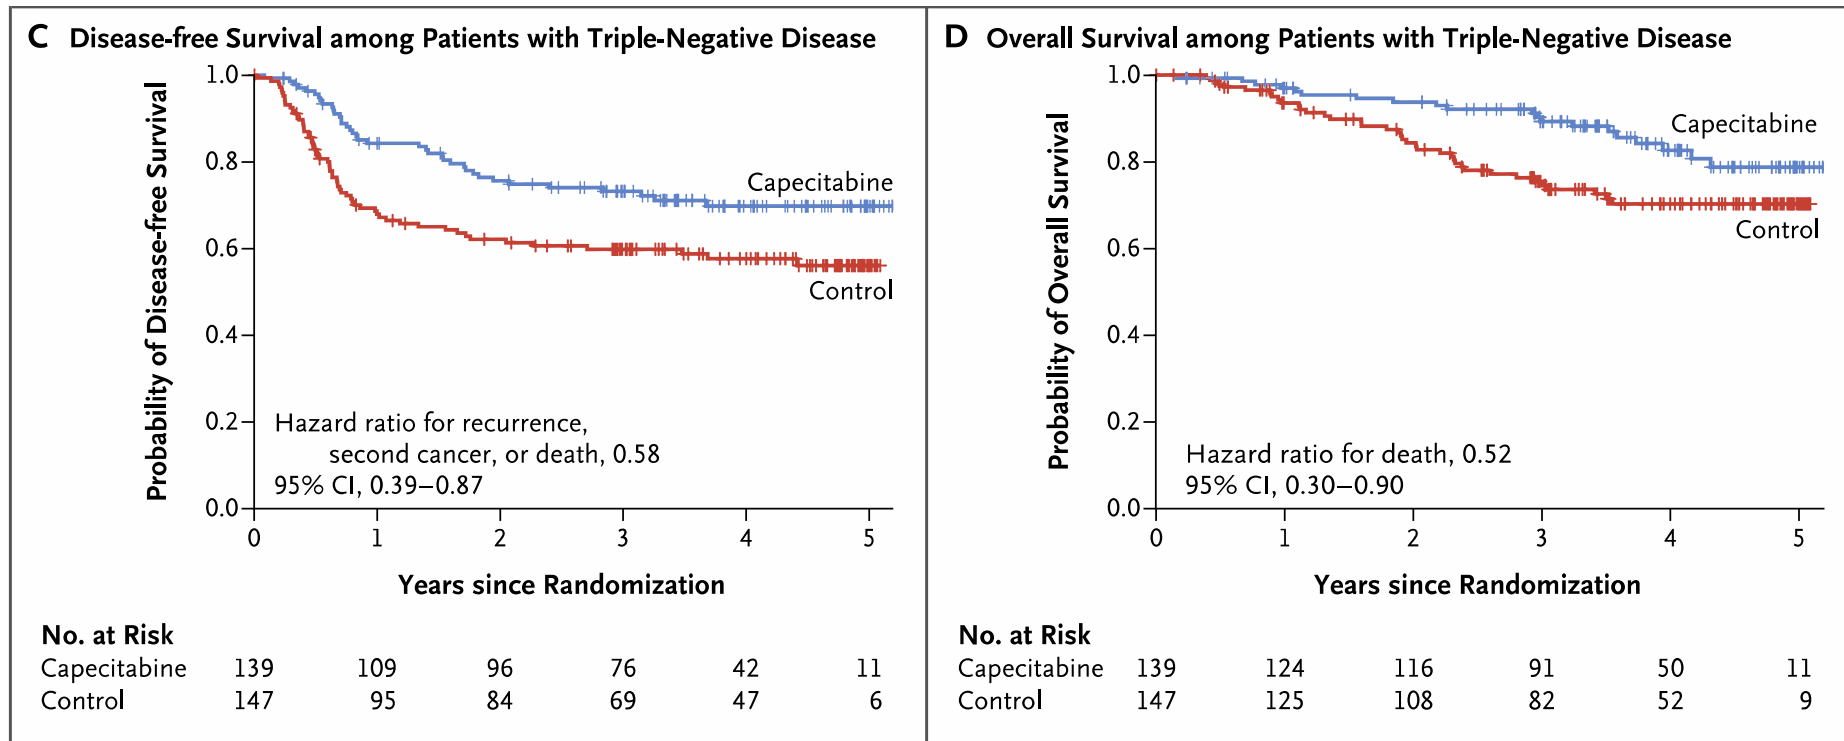 C Disease-free Survival among Patients with Triple-Negative Disease
Probability of Disease-free Survival
1.0
0.8
0.6
0.4
0.2
0.0
Capecitabine
Control
Hazard ratio for recurrence,
second cancer, or death, 0.58
95% CI, 0.39–0.87
0 1 2 3 4 5
Years since Randomization
No. at Risk
Capecitabine 139 109 96 76 42 11
Control 147 95 84 69 47 6
D Overall Survival among Patients with Triple-Negative Disease
Probability of Overall Survival
1.0
0.8
0.6
0.4
0.2
0.0
Capecitabine
Control
Hazard ratio for death, 0.52
95% CI, 0.30–0.90
0 1 2 3 4 5
Years since Randomization
No. at Risk
Capecitabine 139 124 116 91 50 11
Control 147 125 108 82 52 9